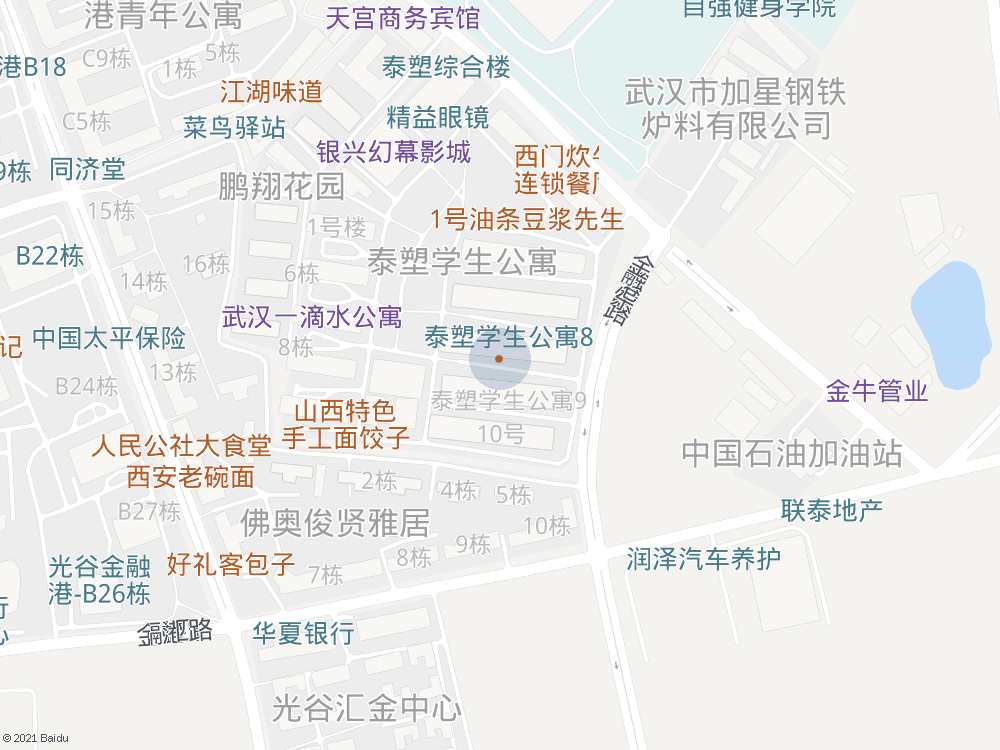 港青年公寓
天宫商务宾馆
自强健身学院
C9栋
5栋
1栋
港B18
泰塑综合楼
江湖味道
武汉市加星钢铁
炉料有限公司
C5栋
菜鸟驿站
精益眼镜
银兴幻幕影城
西门炊牛
连锁餐厅
9栋
同济堂
鹏翔花园
15栋
1号楼
1号油条豆浆先生
B22栋
16栋
泰塑学生公寓
14栋
6栋
武汉一滴水公寓
中国太平保险
泰塑学生公寓8
记
8栋
13栋
B24栋
金牛管业
泰塑学生公寓9
山西特色
手工面饺子
10号
人民公社大食堂
中国石油加油站
西安老碗面
2栋
4栋
5栋
B27栋
联泰地产
佛奥俊贤雅居
10栋
9栋
8栋
润泽汽车养护
光谷金融
港-B26栋
好礼客包子
7栋
行
心
华夏银行
光谷汇金中心
© 2021 Baidu